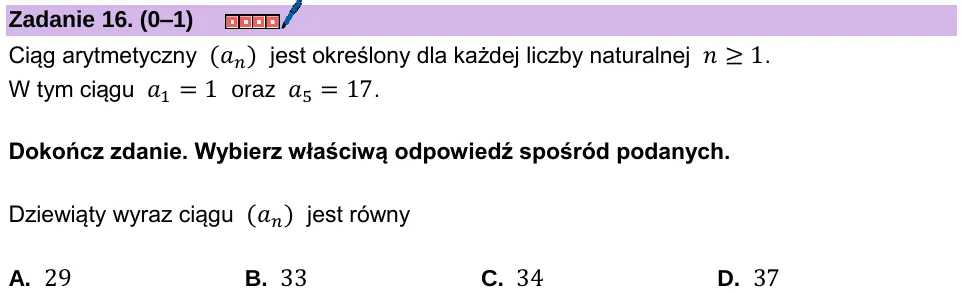 Zadanie 16. (0–1)
Ciąg arytmetyczny (aₙ) jest określony dla każdej liczby naturalnej n ≥ 1.
W tym ciągu a₁ = 1 oraz a₅ = 17.
Dokończ zdanie. Wybierz właściwą odpowiedź spośród podanych.
Dziewiąty wyraz ciągu (aₙ) jest równy
A. 29 B. 33 C. 34 D. 37